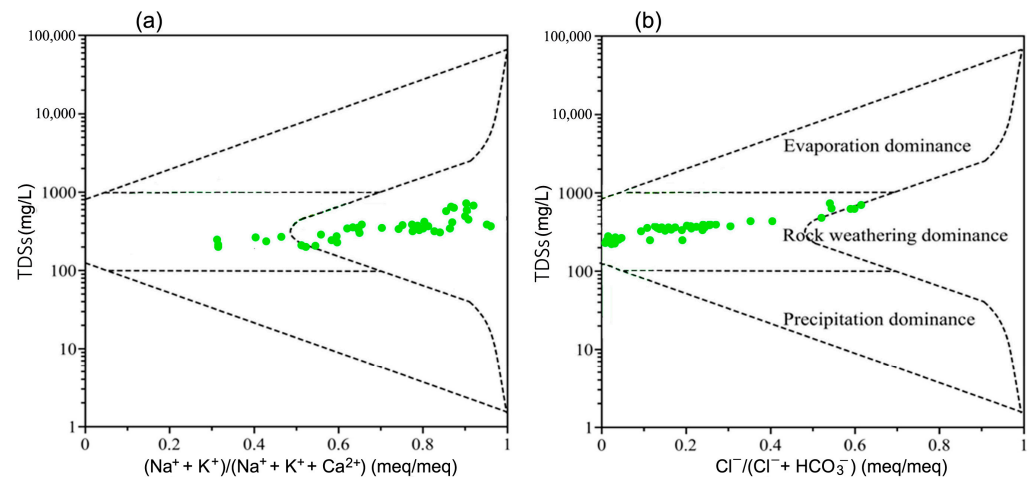 (a)
100,000
10,000
1000
100
10
1
TDSs(mg/L)
0 0.2 0.4 0.6 0.8 1
(Na⁺ + K⁺)/(Na⁺ + K⁺ + Ca²⁺) (meq/meq)
(b)
100,000
10,000
1000
100
10
1
TDSs(mg/L)
Evaporation dominance
Rock weathering dominance
Precipitation dominance
0 0.2 0.4 0.6 0.8 1
Cl⁻/(Cl⁻ + HCO₃⁻) (meq/meq)